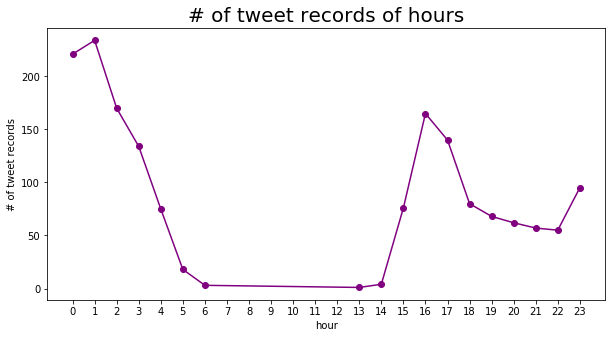 # of tweet records of hours
200
150
100
50
0
# of tweet records
0 1 2 3 4 5 6 7 8 9 10 11 12 13 14 15 16 17 18 19 20 21 22 23
hour